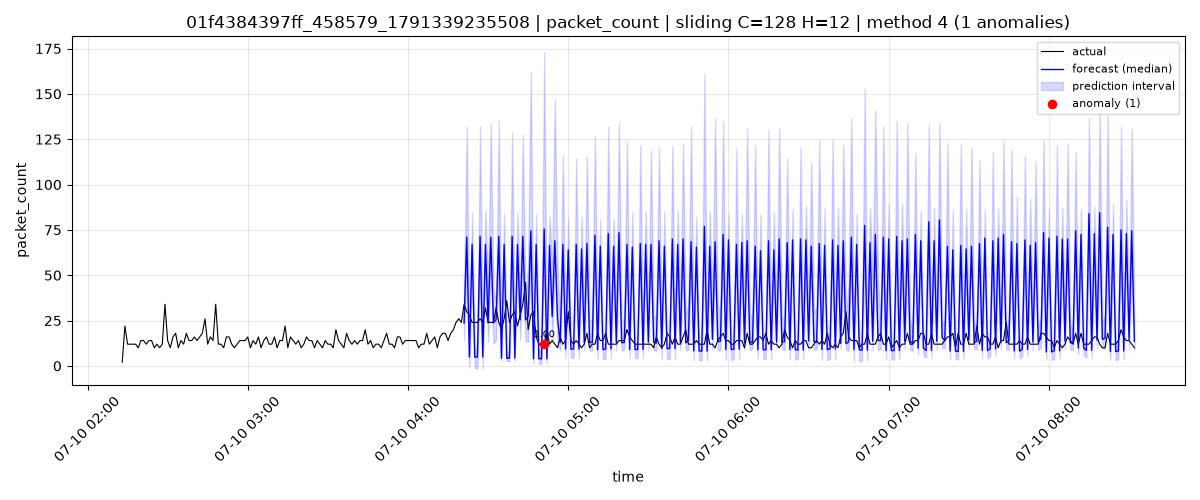 01f4384397ff_458579_1791339235508 | packet_count | sliding C=128 H=12 | method 4 (1 anomalies)
packet_count
175
150
125
100
75
50
25
0
actual
forecast (median)
prediction interval
anomaly (1)
07-10 02:00
07-10 03:00
07-10 04:00
07-10 05:00
07-10 06:00
07-10 07:00
07-10 08:00
time